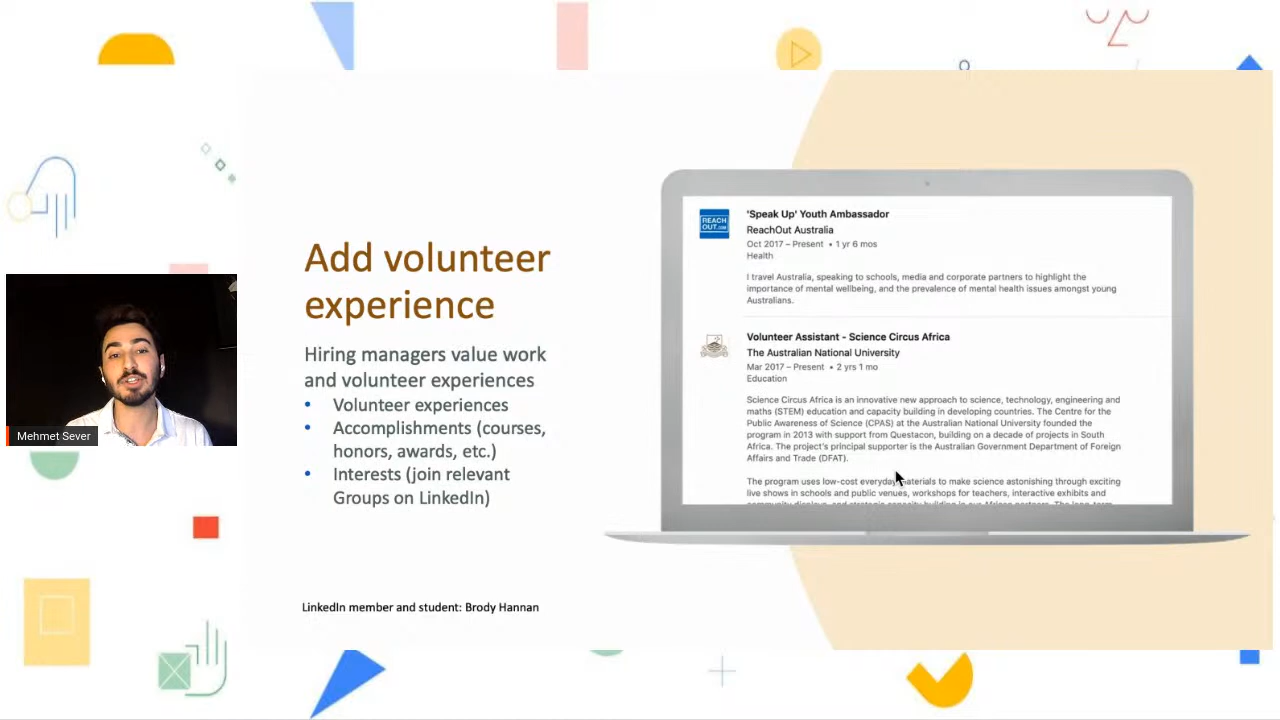 Add volunteer
experience
Hiring managers value work
and volunteer experiences
• Volunteer experiences
• Accomplishments (courses,
honors, awards, etc.)
• Interests (join relevant
Groups on LinkedIn)
LinkedIn member and student: Brody Hannan
Mehmet Sever
REACH
OUT.com
'Speak Up' Youth Ambassador
ReachOut Australia
Oct 2017 – Present • 1 yr 6 mos
Health
I travel Australia, speaking to schools, media and corporate partners to highlight the
importance of mental wellbeing, and the prevalence of mental health issues amongst young
Australians.
Volunteer Assistant - Science Circus Africa
The Australian National University
Mar 2017 – Present • 2 yrs 1 mo
Education
Science Circus Africa is an innovative new approach to science, technology, engineering and
maths (STEM) education and capacity building in developing countries. The Centre for the
Public Awareness of Science (CPAS) at the Australian National University founded the
program in 2013 with support from Questacon, building on a decade of projects in South
Africa. The project's principal supporter is the Australian Government Department of Foreign
Affairs and Trade (DFAT).
The program uses low-cost everyday materials to make science astonishing through exciting
live shows in schools and public venues, workshops for teachers, interactive exhibits and